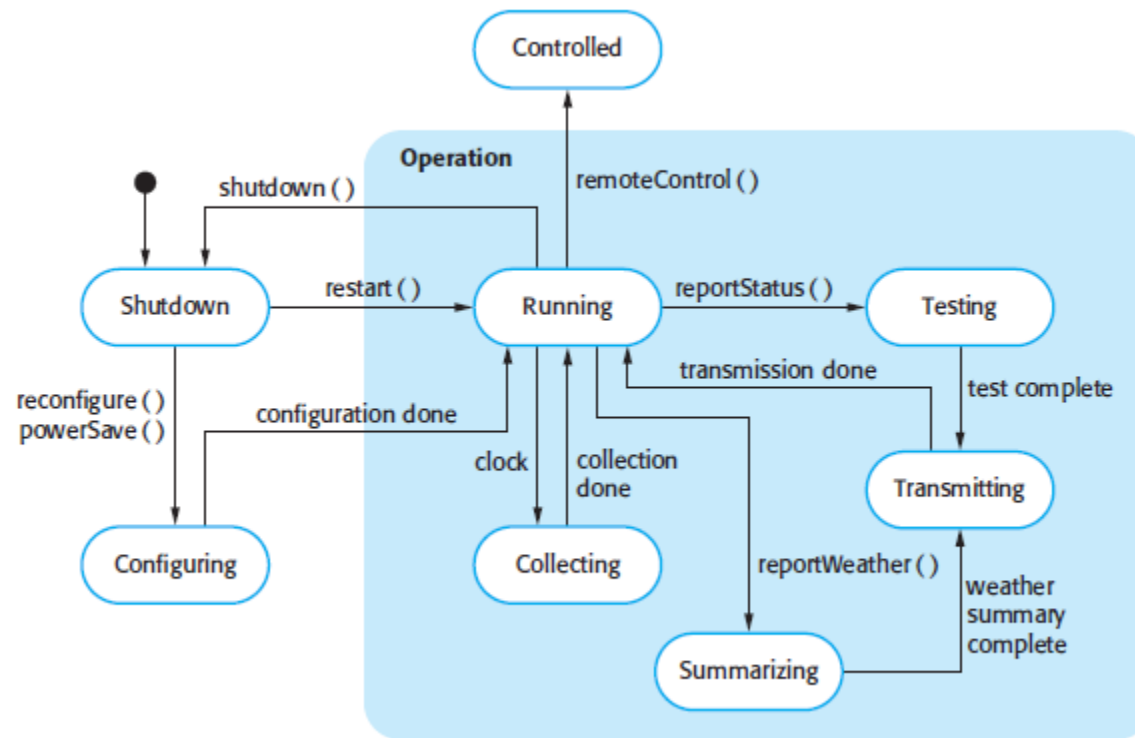 Controlled
Operation
shutdown ( )
remoteControl ( )
Shutdown
restart ( )
Running
reportStatus ( )
Testing
reconfigure ( )
powerSave ( )
configuration done
transmission done
test complete
clock
collection
done
Transmitting
Configuring
Collecting
reportWeather ( )
weather
summary
complete
Summarizing